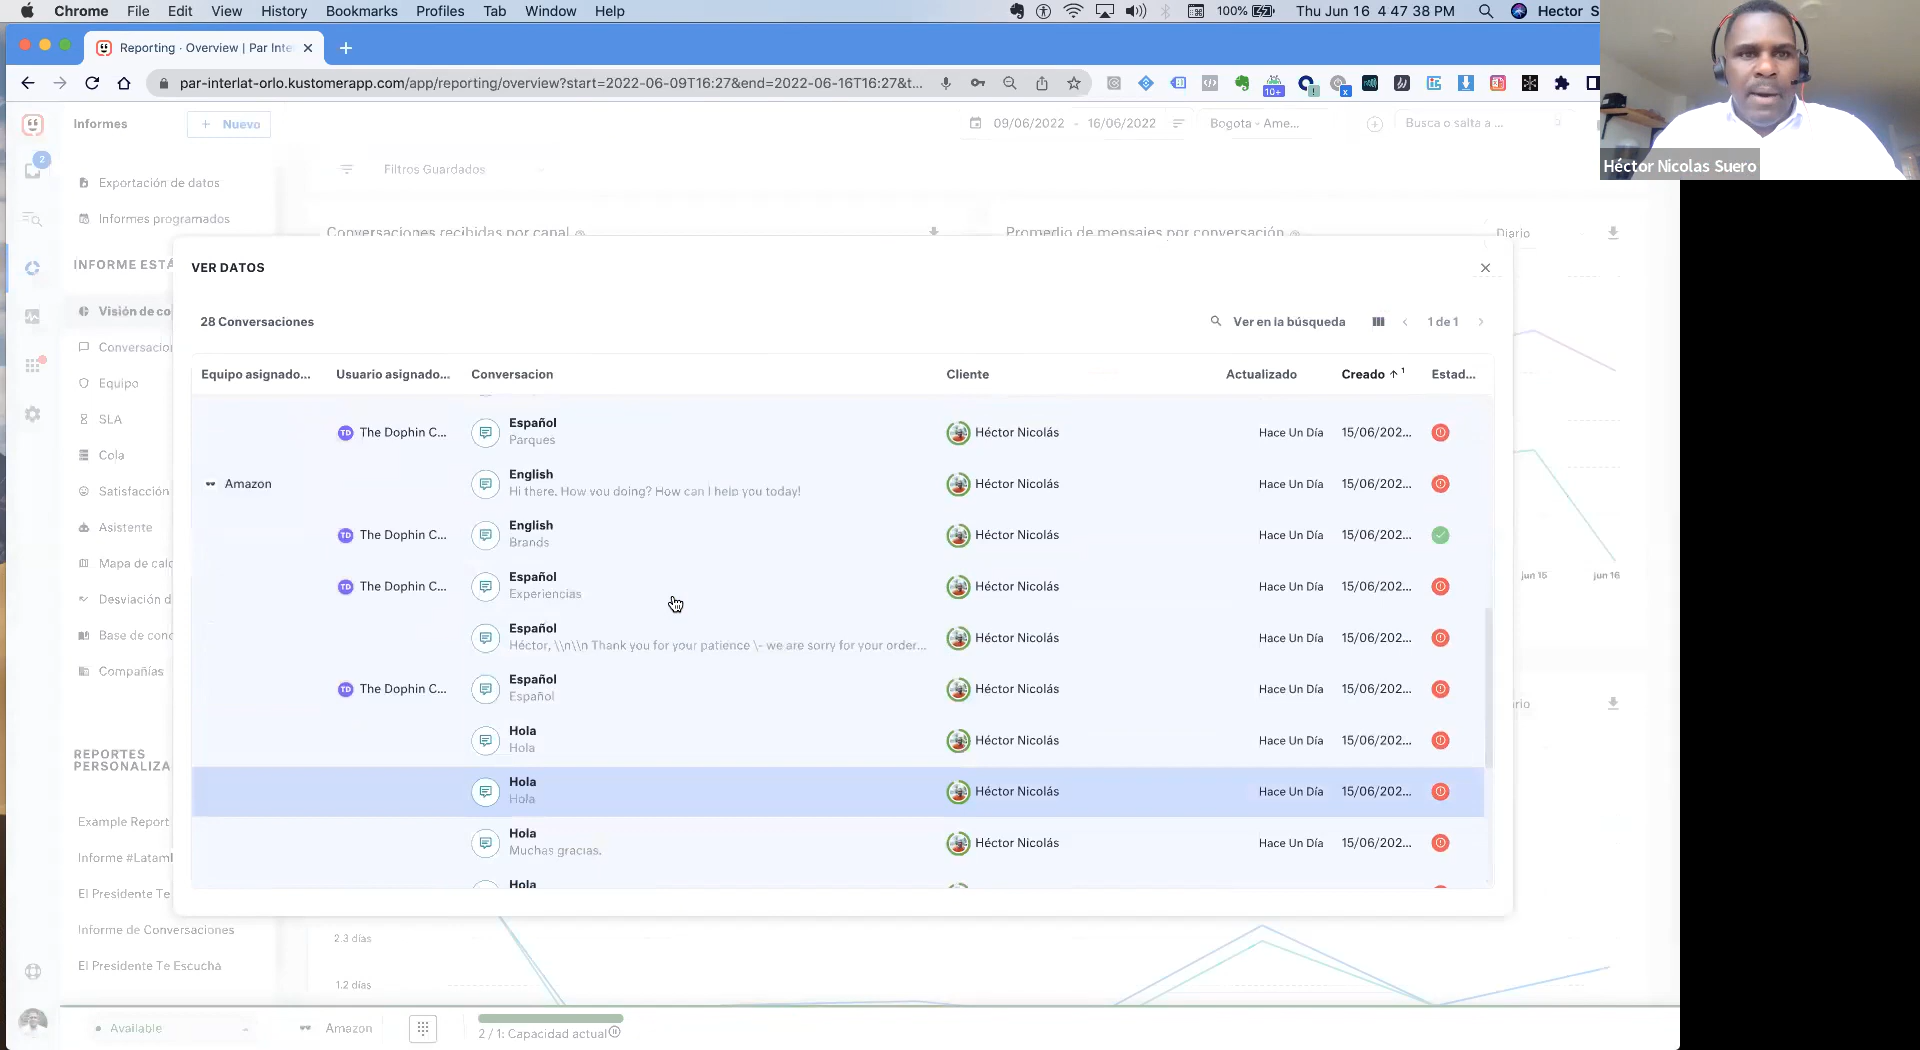 Chrome File Edit View History Bookmarks Profiles Tab Window Help 100% Thu Jun 16 4 47 38 PM Hector S
Reporting · Overview | Par Inte
par-interlat-orlo.kustomerapp.com/app/reporting/overview?start=2022-06-09T16:27&end=2022-06-16T16:27&t...
10+
Héctor Nicolas Suero
Informes + Nuevo 09/06/2022 - 16/06/2022 Bogota - Ame... Busca o salta a ...
2
Filtros Guardados
Exportación de datos
Informes programados
Conversaciones recibidas por canal Promedio de mensajes por conversación Diario
INFORME ESTÁ
VER DATOS
Visión de co
28 Conversaciones Ver en la búsqueda 1 de 1
Conversacion
Equipo
SLA
Cola
Satisfacción
Asistente
Mapa de calo
Desviación d
Base de cono
Compañías
REPORTES
PERSONALIZA
Example Report
Informe #Latamb
El Presidente Te
Informe de Conversaciones
El Presidente Te Escucha
Equipo asignado... Usuario asignado... Conversacion Cliente Actualizado Creado ↑ 1 Estad...
TD The Dophin C... Español Héctor Nicolás Hace Un Día 15/06/202...
Parques
Amazon English Héctor Nicolás Hace Un Día 15/06/202...
Hi there. How you doing? How can I help you today!
TD The Dophin C... English Héctor Nicolás Hace Un Día 15/06/202...
Brands
TD The Dophin C... Español Héctor Nicolás Hace Un Día 15/06/202...
Experiencias
Español Héctor Nicolás Hace Un Día 15/06/202...
Héctor, \\n\\n Thank you for your patience \- we are sorry for your order...
TD The Dophin C... Español Héctor Nicolás Hace Un Día 15/06/202...
Español
Hola Héctor Nicolás Hace Un Día 15/06/202...
Hola
Hola Héctor Nicolás Hace Un Día 15/06/202...
Hola
Hola Héctor Nicolás Hace Un Día 15/06/202...
Muchas gracias.
Hola
jun 15 jun 16
2.3 días
1.2 días
Available Amazon 2 / 1: Capacidad actual